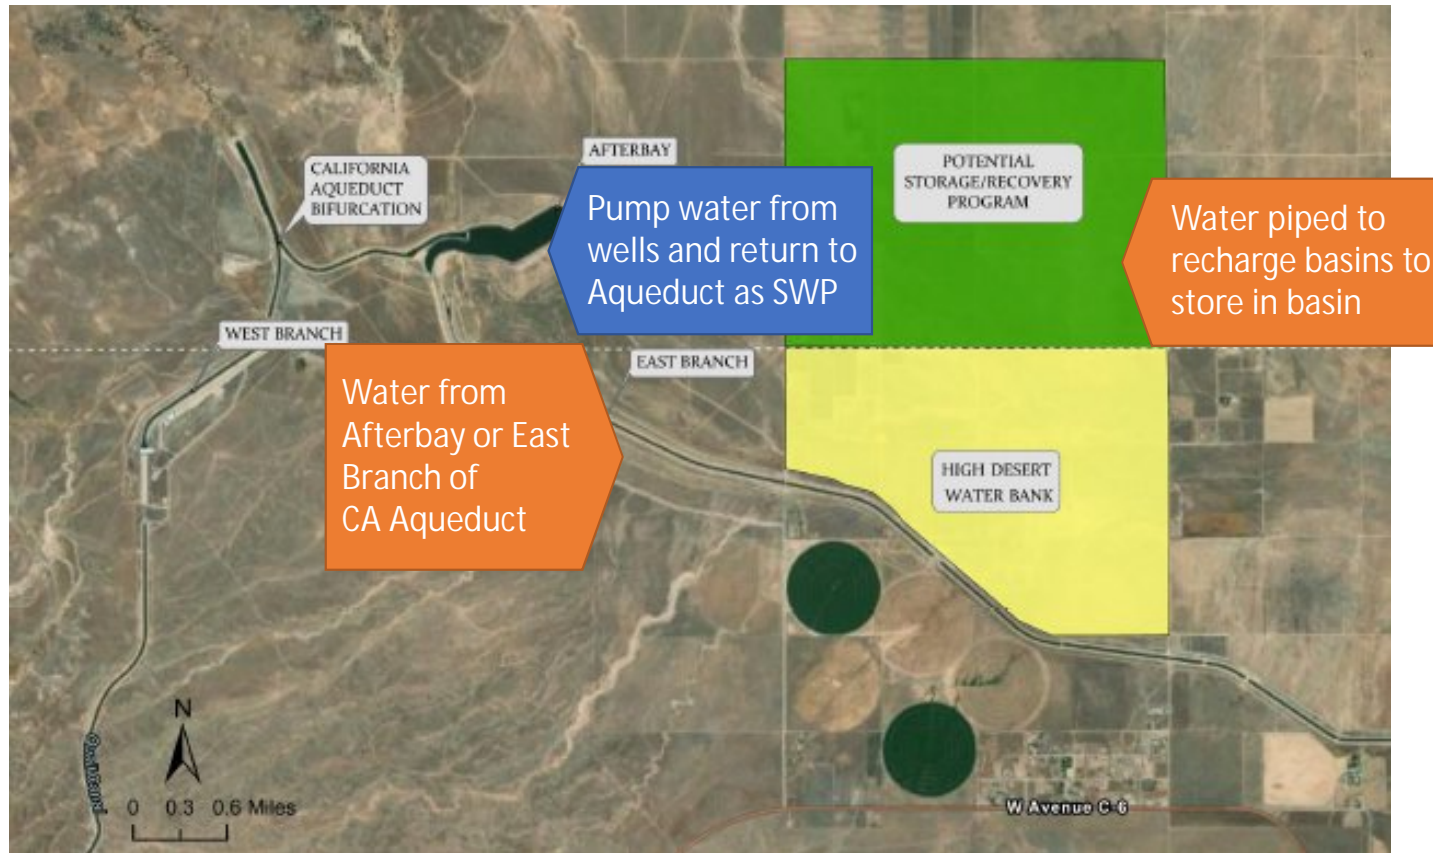 AFTERBAY
CALIFORNIA
AQUEDUCT
BIFURCATION
POTENTIAL
STORAGE/RECOVERY
PROGRAM
Pump water from
wells and return to
Aqueduct as SWP
Water piped to
recharge basins to
store in basin
WEST BRANCH
EAST BRANCH
Water from
Afterbay or East
Branch of
CA Aqueduct
HIGH DESERT
WATER BANK
N
0 0.3 0.6 Miles
W Avenue C-6